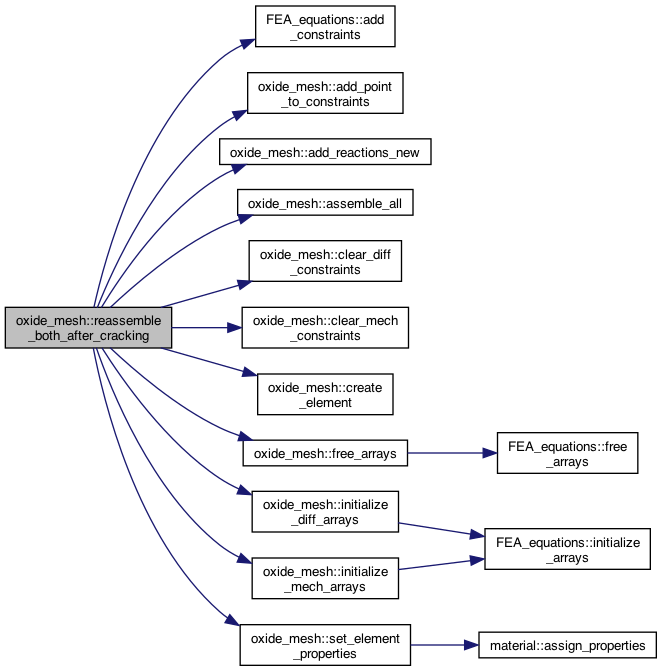 oxide_mesh::reassemble
_both_after_cracking
FEA_equations::add
_constraints
oxide_mesh::add_point
_to_constraints
oxide_mesh::add_reactions_new
oxide_mesh::assemble_all
oxide_mesh::clear_diff
_constraints
oxide_mesh::clear_mech
_constraints
oxide_mesh::create
_element
oxide_mesh::free_arrays
FEA_equations::free
_arrays
oxide_mesh::initialize
_diff_arrays
FEA_equations::initialize
_arrays
oxide_mesh::initialize
_mech_arrays
oxide_mesh::set_element
_properties
material::assign_properties